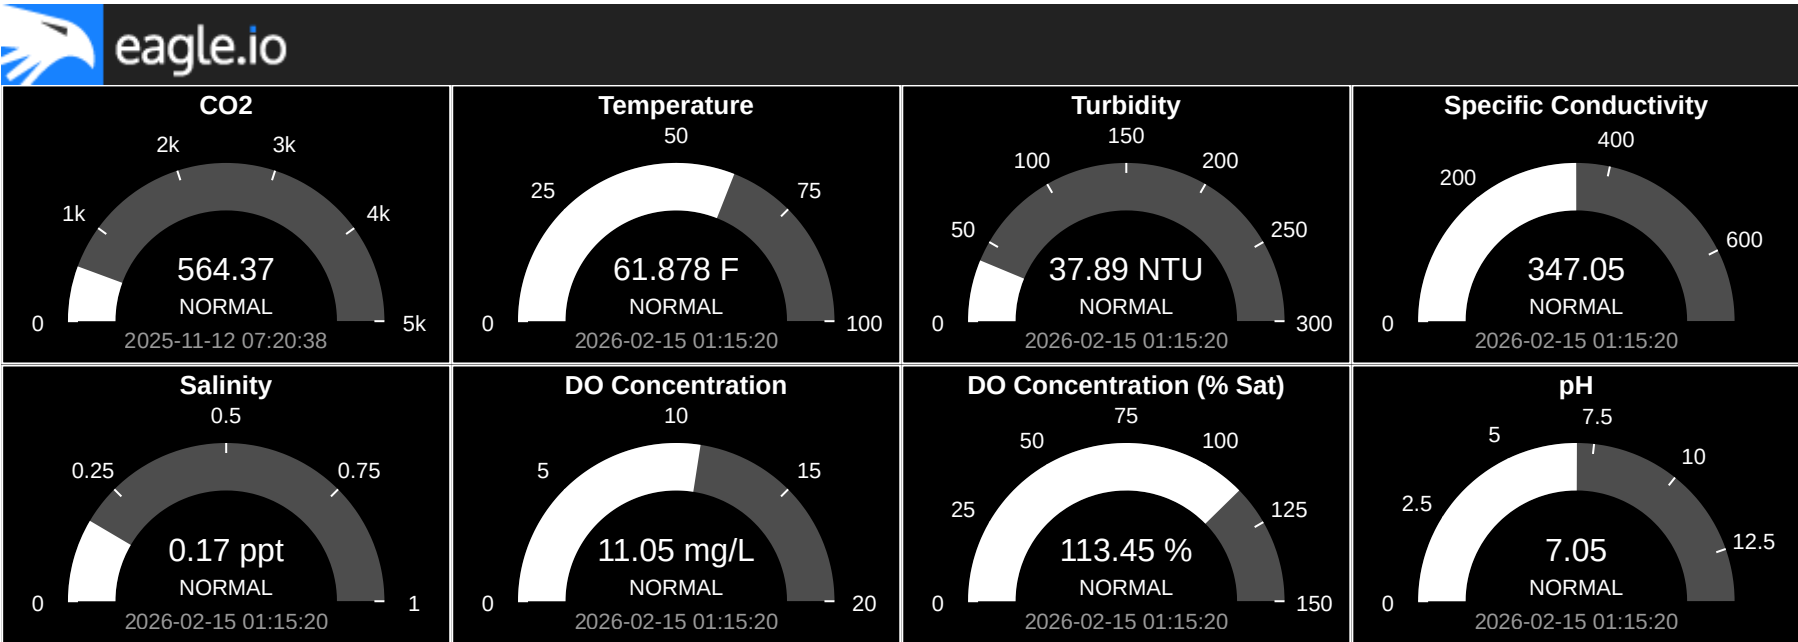 eagle.io
CO2
0
1k
2k
3k
4k
5k
564.37
NORMAL
2025-11-12 07:20:38
Temperature
0
25
50
75
100
61.878 F
NORMAL
2026-02-15 01:15:20
Turbidity
0
50
100
150
200
250
300
37.89 NTU
NORMAL
2026-02-15 01:15:20
Specific Conductivity
0
200
400
600
347.05
NORMAL
2026-02-15 01:15:20
Salinity
0
0.25
0.5
0.75
1
0.17 ppt
NORMAL
2026-02-15 01:15:20
DO Concentration
0
5
10
15
20
11.05 mg/L
NORMAL
2026-02-15 01:15:20
DO Concentration (% Sat)
0
25
50
75
100
125
150
113.45 %
NORMAL
2026-02-15 01:15:20
pH
0
2.5
5
7.5
10
12.5
7.05
NORMAL
2026-02-15 01:15:20